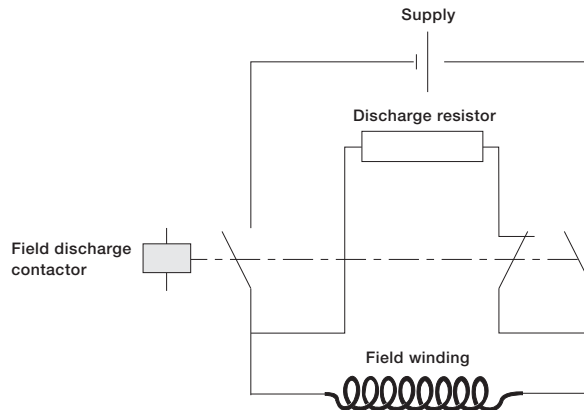 Supply
Discharge resistor
Field discharge
contactor
Field winding